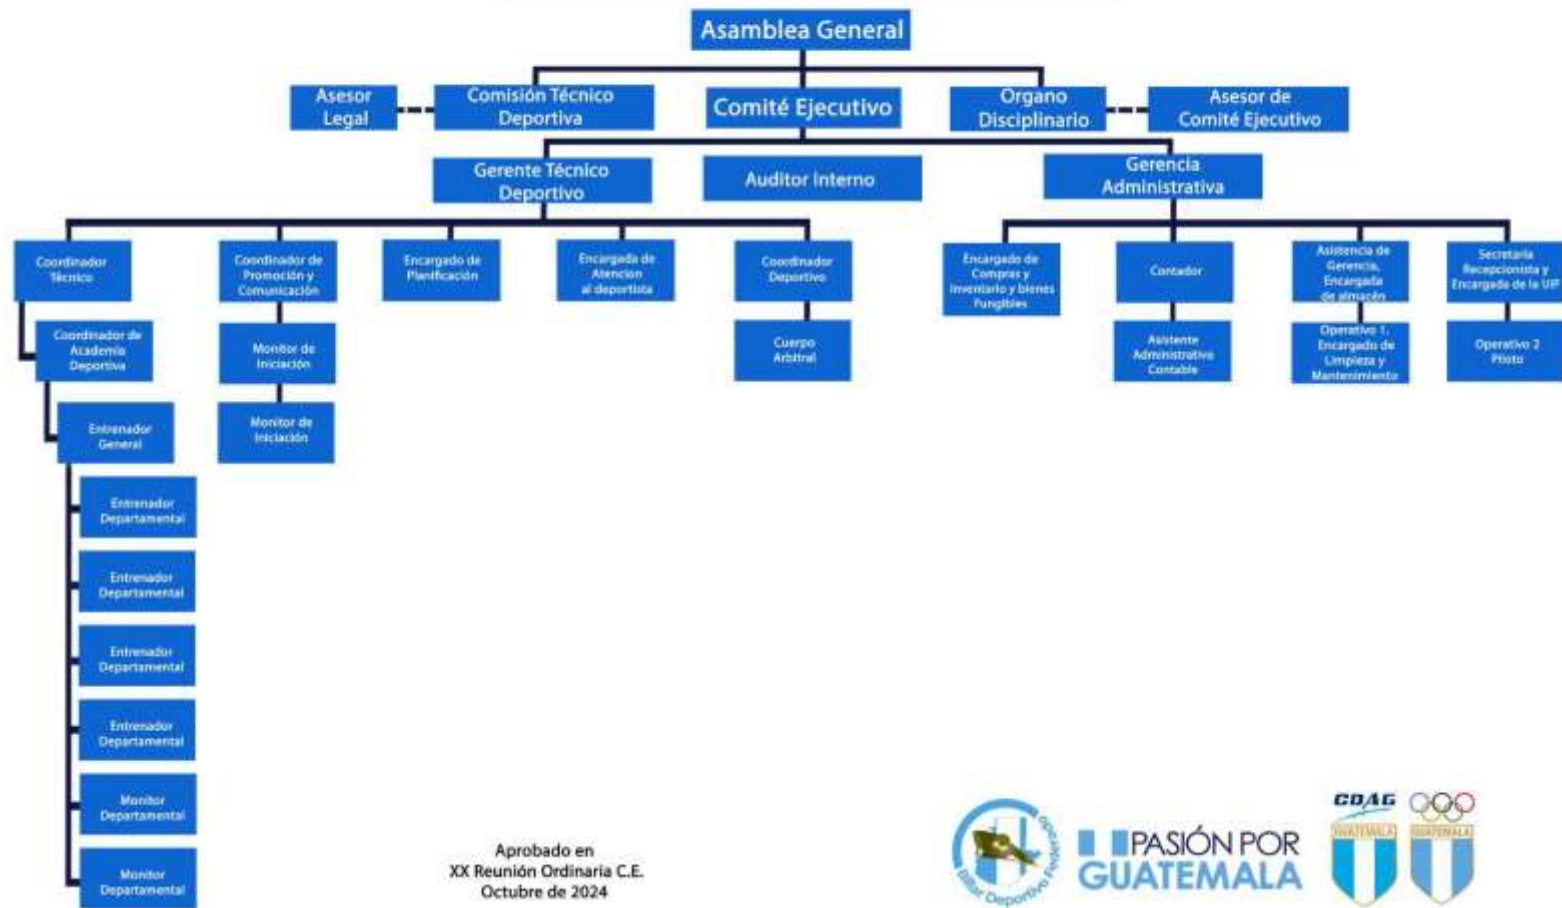 Asamblea General
Asesor
Legal
Comisión Técnico
Deportiva
Comité Ejecutivo
Organo
Disciplinario
Asesor de
Comité Ejecutivo
Gerente Técnico
Deportivo
Auditor Interno
Gerencia
Administrativa
Coordinador
Técnico
Coordinador de
Promoción y
Comunicación
Encargado de
Planificación
Encargada de
Atencion
al deportista
Coordinador
Deportivo
Encargado de
Compras y
Inventario y bienes
Fungibles
Contador
Asistencia de
Gerencia,
Encargada
de almacén
Secretaria
Recepcionista y
Encargada de la UIP
Coordinador de
Academia
Deportiva
Monitor de
Iniciación
Cuerpo
Arbitral
Asistente
Administrativo
Contable
Operativo 1,
Encargado de
Limpieza y
Mantenimiento
Operativo 2
Piloto
Entrenador
General
Monitor de
Iniciación
Entrenador
Departamental
Entrenador
Departamental
Entrenador
Departamental
Entrenador
Departamental
Monitor
Departamental
Monitor
Departamental
Aprobado en
XX Reunión Ordinaria C.E.
Octubre de 2024
Billar Deportivo Federado
PASIÓN POR
GUATEMALA
CDAG
GUATEMALA
GUATEMALA